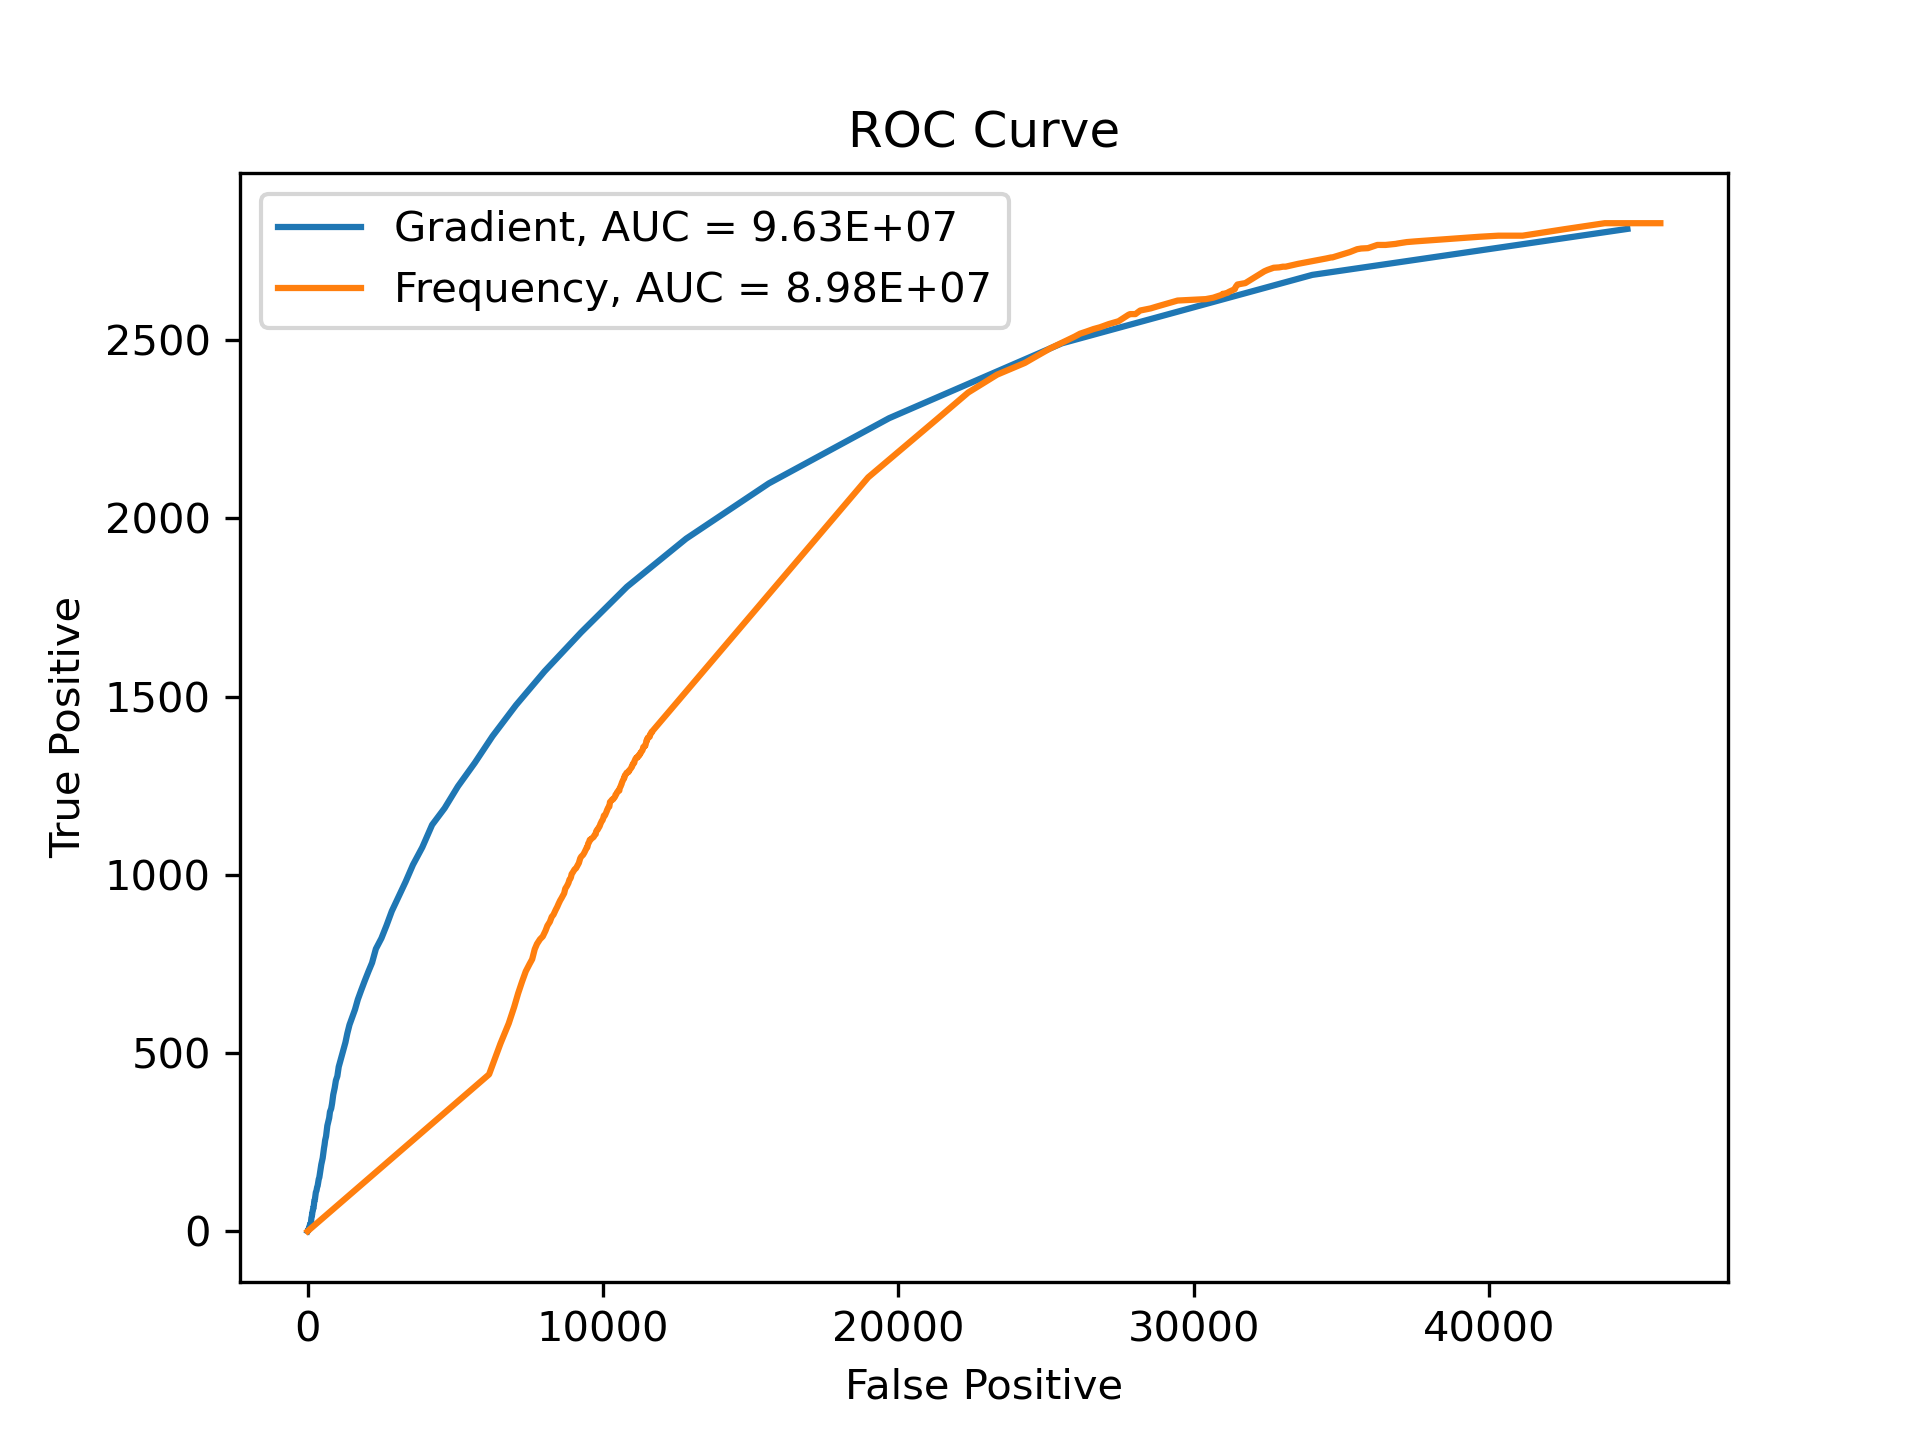 ROC Curve
Gradient, AUC = 9.63E+07
Frequency, AUC = 8.98E+07
2500
2000
1500
1000
500
0
True Positive
0 10000 20000 30000 40000
False Positive